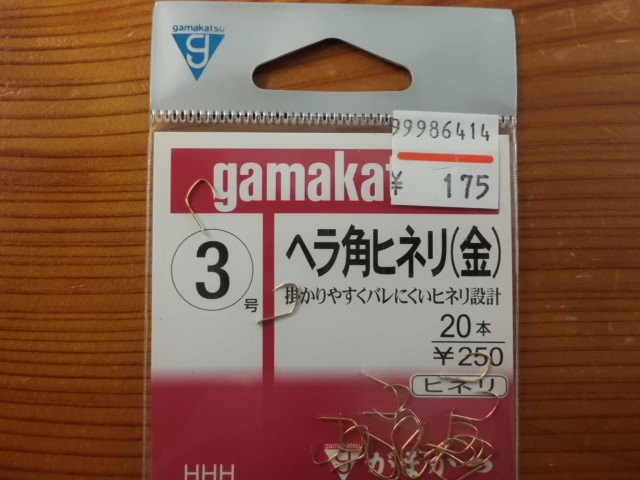 gamakatsu
99986414
¥ 175
gamakat
3
号
ヘラ角ヒネリ(金)
掛かりやすくバレにくいヒネリ設計
20本
¥250
ヒネリ
gamakatsu
がまかつ
HHH